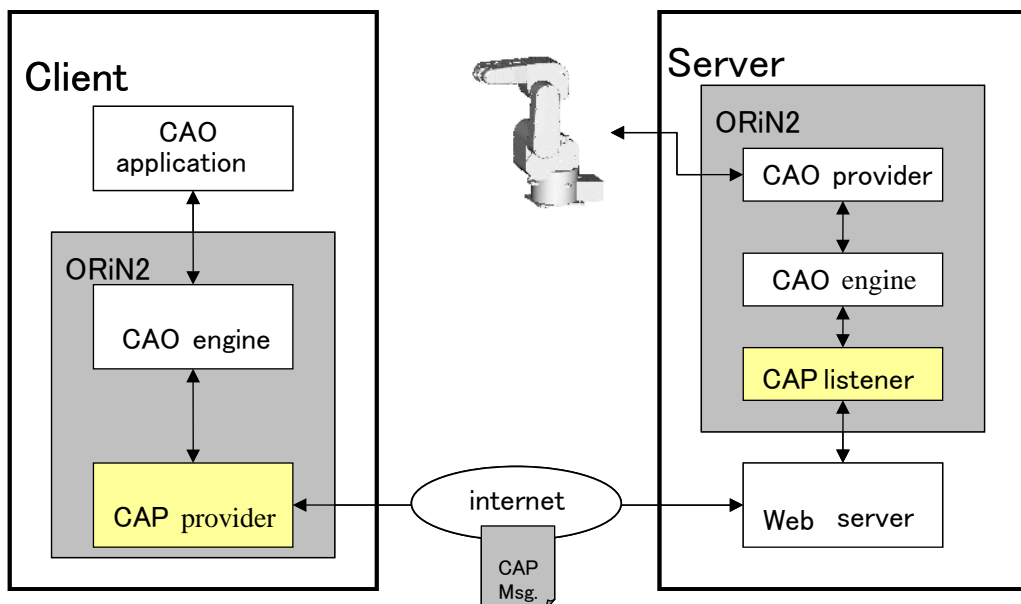 Client
CAO
application
ORiN2
CAO engine
CAP provider
internet
CAP
Msg.
Server
ORiN2
CAO provider
CAO engine
CAP listener
Web server